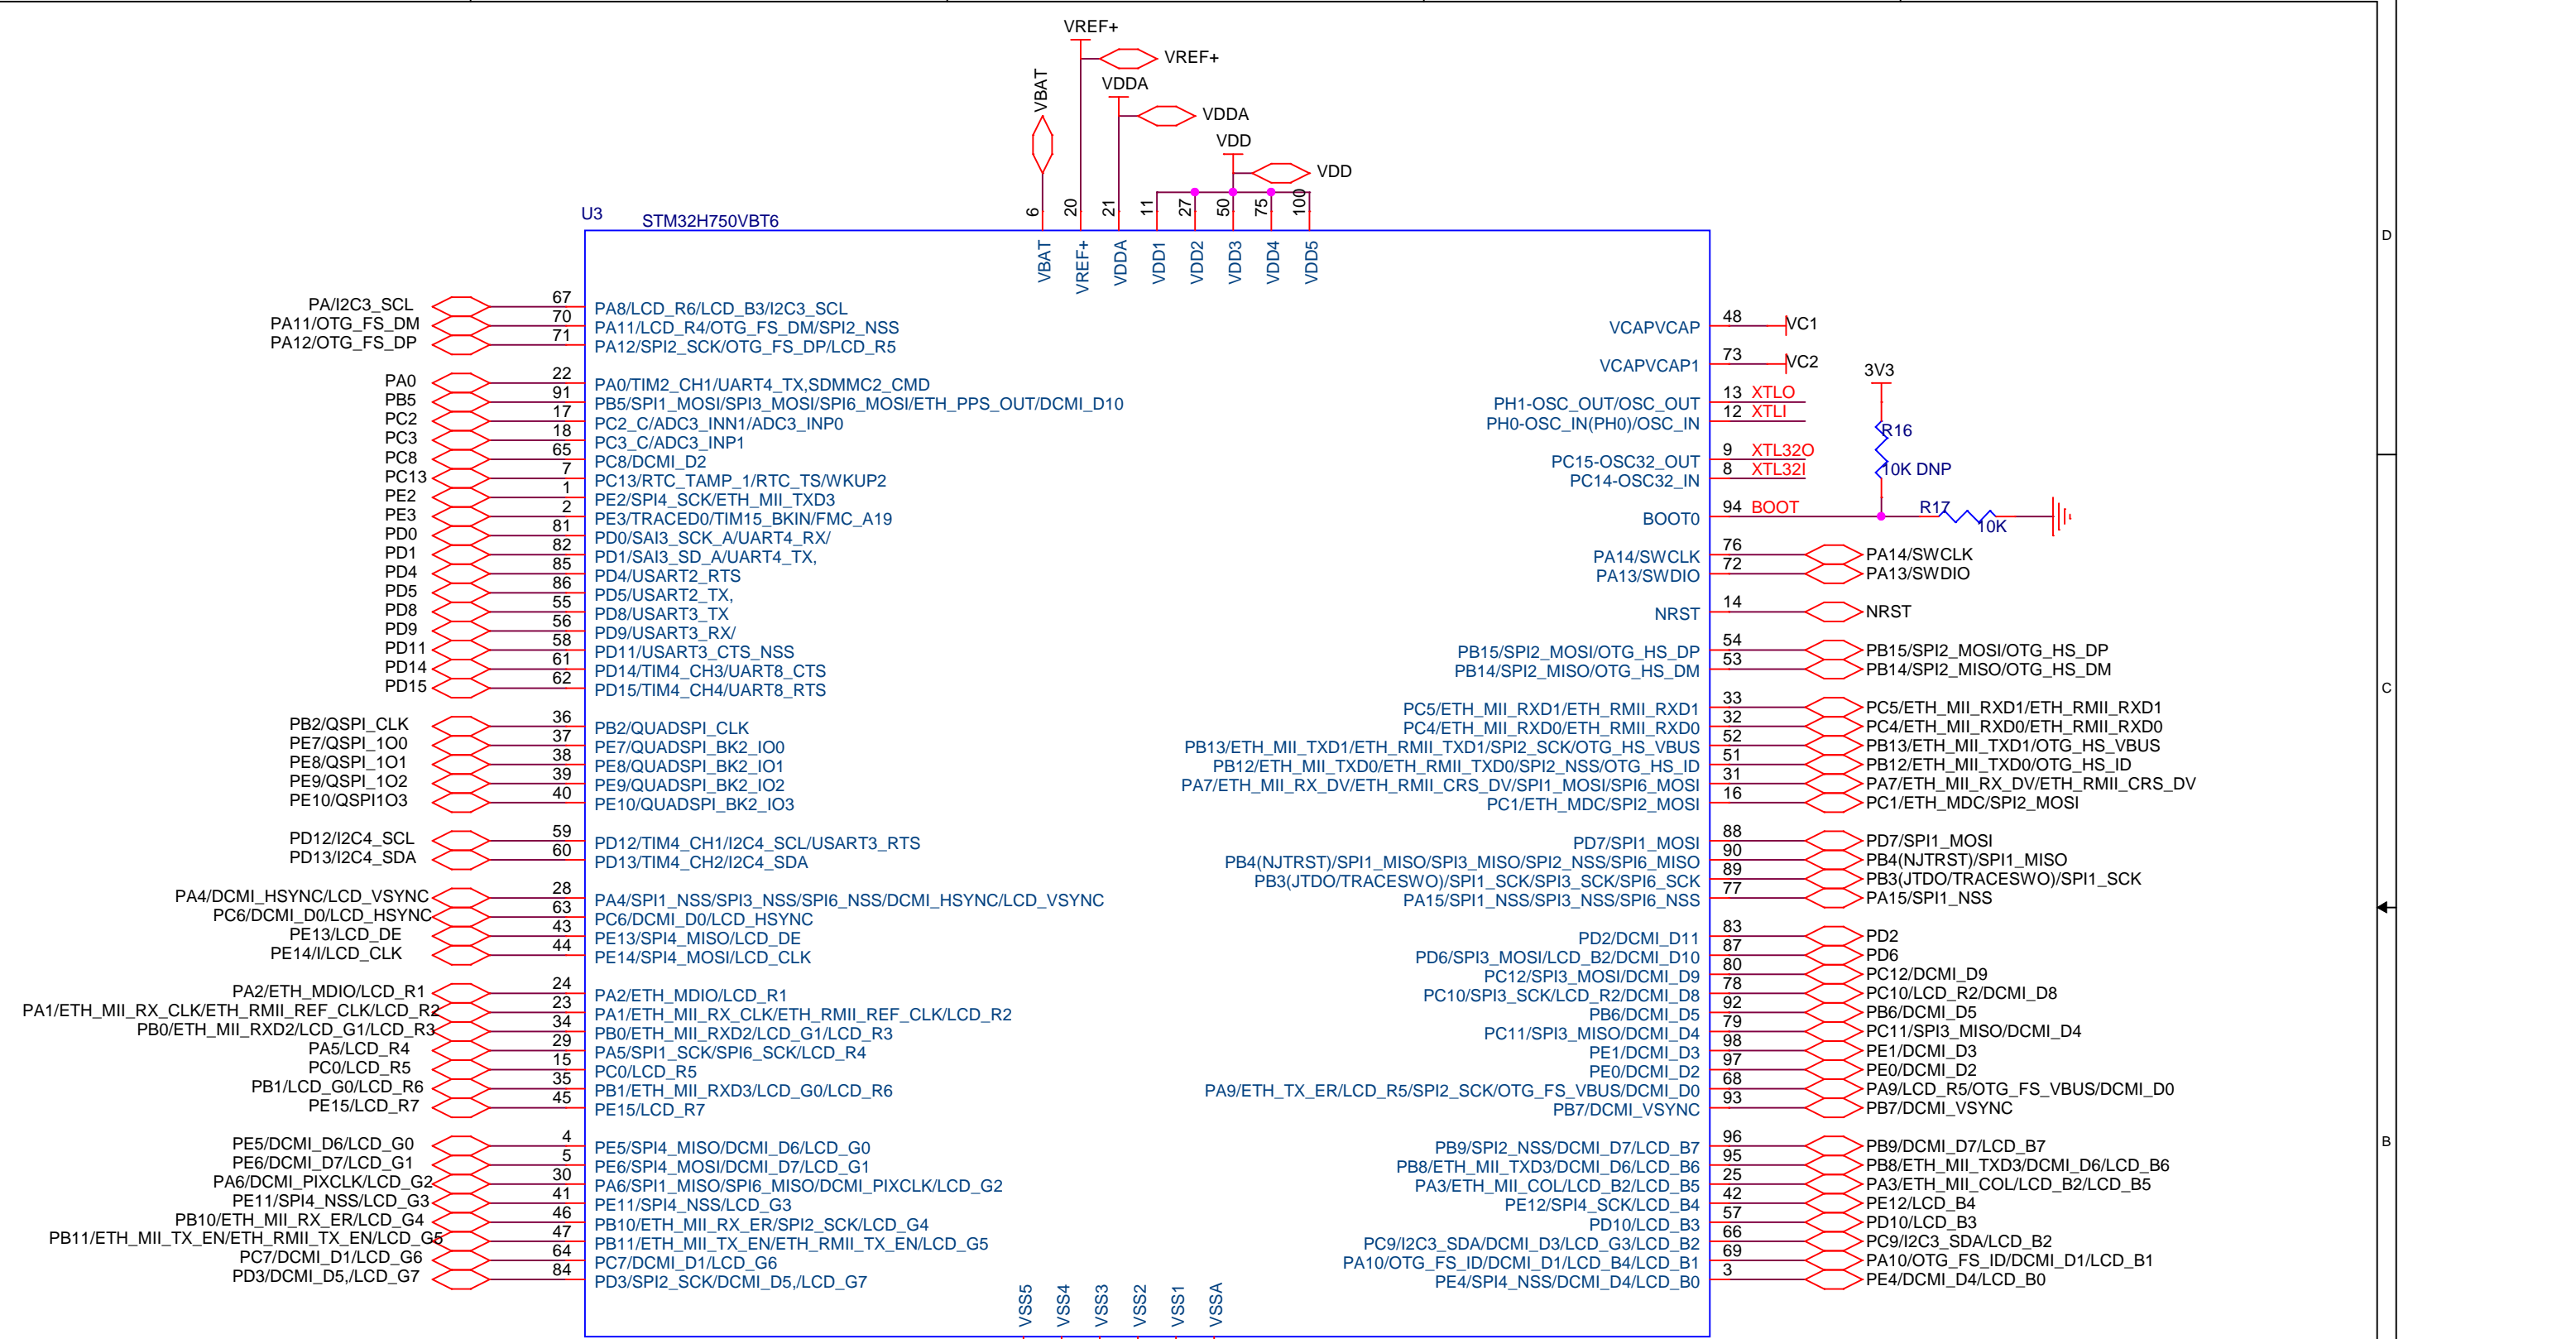 VREF+
VREF+
VBAT
VDDA
VDDA
VDD
VDD
6 20 21 11 27 50 75 100
U3 STM32H750VBT6
VBAT VREF+ VDDA VDD1 VDD2 VDD3 VDD4 VDD5
D
PA/I2C3_SCL 67 PA8/LCD_R6/LCD_B3/I2C3_SCL
PA11/OTG_FS_DM 70 PA11/LCD_R4/OTG_FS_DM/SPI2_NSS
PA12/OTG_FS_DP 71 PA12/SPI2_SCK/OTG_FS_DP/LCD_R5
PA0 22 PA0/TIM2_CH1/UART4_TX,SDMMC2_CMD
PB5 91 PB5/SPI1_MOSI/SPI3_MOSI/SPI6_MOSI/ETH_PPS_OUT/DCMI_D10
PC2 17 PC2_C/ADC3_INN1/ADC3_INP0
PC3 18 PC3_C/ADC3_INP1
PC8 65 PC8/DCMI_D2
PC13 7 PC13/RTC_TAMP_1/RTC_TS/WKUP2
PE2 1 PE2/SPI4_SCK/ETH_MII_TXD3
PE3 2 PE3/TRACED0/TIM15_BKIN/FMC_A19
PD0 81 PD0/SAI3_SCK_A/UART4_RX/
PD1 82 PD1/SAI3_SD_A/UART4_TX,
PD4 85 PD4/USART2_RTS
PD5 86 PD5/USART2_TX,
PD8 55 PD8/USART3_TX
PD9 56 PD9/USART3_RX/
PD11 58 PD11/USART3_CTS_NSS
PD14 61 PD14/TIM4_CH3/UART8_CTS
PD15 62 PD15/TIM4_CH4/UART8_RTS
PB2/QSPI_CLK 36 PB2/QUADSPI_CLK
PE7/QSPI_1O0 37 PE7/QUADSPI_BK2_IO0
PE8/QSPI_1O1 38 PE8/QUADSPI_BK2_IO1
PE9/QSPI_1O2 39 PE9/QUADSPI_BK2_IO2
PE10/QSPI1O3 40 PE10/QUADSPI_BK2_IO3
PD12/I2C4_SCL 59 PD12/TIM4_CH1/I2C4_SCL/USART3_RTS
PD13/I2C4_SDA 60 PD13/TIM4_CH2/I2C4_SDA
PA4/DCMI_HSYNC/LCD_VSYNC 28 PA4/SPI1_NSS/SPI3_NSS/SPI6_NSS/DCMI_HSYNC/LCD_VSYNC
PC6/DCMI_D0/LCD_HSYNC 63 PC6/DCMI_D0/LCD_HSYNC
PE13/LCD_DE 43 PE13/SPI4_MISO/LCD_DE
PE14/I/LCD_CLK 44 PE14/SPI4_MOSI/LCD_CLK
PA2/ETH_MDIO/LCD_R1 24 PA2/ETH_MDIO/LCD_R1
PA1/ETH_MII_RX_CLK/ETH_RMII_REF_CLK/LCD_R2 23 PA1/ETH_MII_RX_CLK/ETH_RMII_REF_CLK/LCD_R2
PB0/ETH_MII_RXD2/LCD_G1/LCD_R3 34 PB0/ETH_MII_RXD2/LCD_G1/LCD_R3
PA5/LCD_R4 29 PA5/SPI1_SCK/SPI6_SCK/LCD_R4
PC0/LCD_R5 15 PC0/LCD_R5
PB1/LCD_G0/LCD_R6 35 PB1/ETH_MII_RXD3/LCD_G0/LCD_R6
PE15/LCD_R7 45 PE15/LCD_R7
PE5/DCMI_D6/LCD_G0 4 PE5/SPI4_MISO/DCMI_D6/LCD_G0
PE6/DCMI_D7/LCD_G1 5 PE6/SPI4_MOSI/DCMI_D7/LCD_G1
PA6/DCMI_PIXCLK/LCD_G2 30 PA6/SPI1_MISO/SPI6_MISO/DCMI_PIXCLK/LCD_G2
PE11/SPI4_NSS/LCD_G3 41 PE11/SPI4_NSS/LCD_G3
PB10/ETH_MII_RX_ER/LCD_G4 46 PB10/ETH_MII_RX_ER/SPI2_SCK/LCD_G4
PB11/ETH_MII_TX_EN/ETH_RMII_TX_EN/LCD_G5 47 PB11/ETH_MII_TX_EN/ETH_RMII_TX_EN/LCD_G5
PC7/DCMI_D1/LCD_G6 64 PC7/DCMI_D1/LCD_G6
PD3/DCMI_D5,/LCD_G7 84 PD3/SPI2_SCK/DCMI_D5,/LCD_G7
VCAPVCAP 48 VC1
VCAPVCAP1 73 VC2
3V3
PH1-OSC_OUT/OSC_OUT 13 XTLO
PH0-OSC_IN(PH0)/OSC_IN 12 XTLI
R16
10K DNP
PC15-OSC32_OUT 9 XTL32O
PC14-OSC32_IN 8 XTL32I
BOOT0 94 BOOT
R17
10K
PA14/SWCLK 76 PA14/SWCLK
PA13/SWDIO 72 PA13/SWDIO
NRST 14 NRST
PB15/SPI2_MOSI/OTG_HS_DP 54 PB15/SPI2_MOSI/OTG_HS_DP
PB14/SPI2_MISO/OTG_HS_DM 53 PB14/SPI2_MISO/OTG_HS_DM
C
PC5/ETH_MII_RXD1/ETH_RMII_RXD1 33 PC5/ETH_MII_RXD1/ETH_RMII_RXD1
PC4/ETH_MII_RXD0/ETH_RMII_RXD0 32 PC4/ETH_MII_RXD0/ETH_RMII_RXD0
PB13/ETH_MII_TXD1/ETH_RMII_TXD1/SPI2_SCK/OTG_HS_VBUS 52 PB13/ETH_MII_TXD1/OTG_HS_VBUS
PB12/ETH_MII_TXD0/ETH_RMII_TXD0/SPI2_NSS/OTG_HS_ID 51 PB12/ETH_MII_TXD0/OTG_HS_ID
PA7/ETH_MII_RX_DV/ETH_RMII_CRS_DV/SPI1_MOSI/SPI6_MOSI 31 PA7/ETH_MII_RX_DV/ETH_RMII_CRS_DV
PC1/ETH_MDC/SPI2_MOSI 16 PC1/ETH_MDC/SPI2_MOSI
PD7/SPI1_MOSI 88 PD7/SPI1_MOSI
PB4(NJTRST)/SPI1_MISO/SPI3_MISO/SPI2_NSS/SPI6_MISO 90 PB4(NJTRST)/SPI1_MISO
PB3(JTDO/TRACESWO)/SPI1_SCK/SPI3_SCK/SPI6_SCK 89 PB3(JTDO/TRACESWO)/SPI1_SCK
PA15/SPI1_NSS/SPI3_NSS/SPI6_NSS 77 PA15/SPI1_NSS
PD2/DCMI_D11 83 PD2
PD6/SPI3_MOSI/LCD_B2/DCMI_D10 87 PD6
PC12/SPI3_MOSI/DCMI_D9 80 PC12/DCMI_D9
PC10/SPI3_SCK/LCD_R2/DCMI_D8 78 PC10/LCD_R2/DCMI_D8
PB6/DCMI_D5 92 PB6/DCMI_D5
PC11/SPI3_MISO/DCMI_D4 79 PC11/SPI3_MISO/DCMI_D4
PE1/DCMI_D3 98 PE1/DCMI_D3
PE0/DCMI_D2 97 PE0/DCMI_D2
PA9/ETH_TX_ER/LCD_R5/SPI2_SCK/OTG_FS_VBUS/DCMI_D0 68 PA9/LCD_R5/OTG_FS_VBUS/DCMI_D0
PB7/DCMI_VSYNC 93 PB7/DCMI_VSYNC
B
PB9/SPI2_NSS/DCMI_D7/LCD_B7 96 PB9/DCMI_D7/LCD_B7
PB8/ETH_MII_TXD3/DCMI_D6/LCD_B6 95 PB8/ETH_MII_TXD3/DCMI_D6/LCD_B6
PA3/ETH_MII_COL/LCD_B2/LCD_B5 25 PA3/ETH_MII_COL/LCD_B2/LCD_B5
PE12/SPI4_SCK/LCD_B4 42 PE12/LCD_B4
PD10/LCD_B3 57 PD10/LCD_B3
PC9/I2C3_SDA/DCMI_D3/LCD_G3/LCD_B2 66 PC9/I2C3_SDA/LCD_B2
PA10/OTG_FS_ID/DCMI_D1/LCD_B4/LCD_B1 69 PA10/OTG_FS_ID/DCMI_D1/LCD_B1
PE4/SPI4_NSS/DCMI_D4/LCD_B0 3 PE4/DCMI_D4/LCD_B0
VSS5 VSS4 VSS3 VSS2 VSS1 VSSA